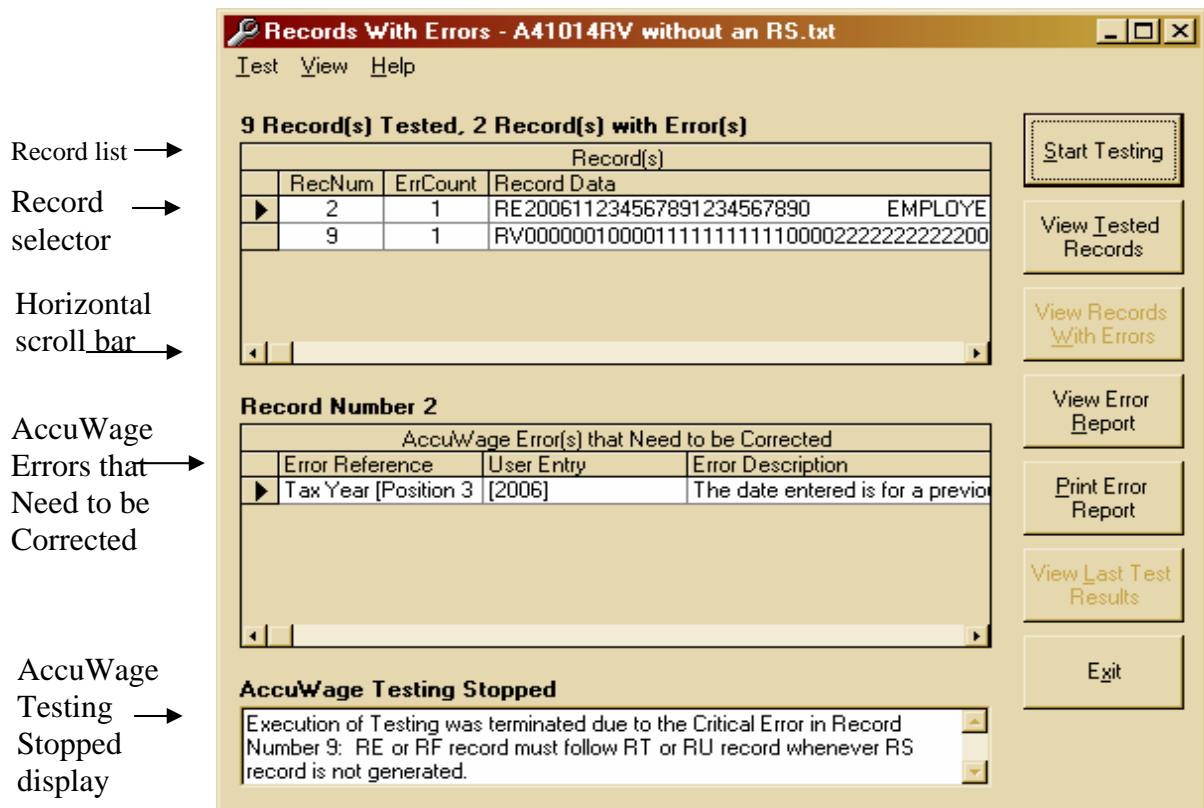 Records With Errors - A41014RV without an RS.txt
Test View Help
9 Record(s) Tested, 2 Record(s) with Error(s)
Record list
Record
selector
Horizontal
scroll bar
Record(s)
RecNum ErrCount Record Data
2 1 RE200611234567891234567890 EMPLOYE
9 1 RV000000100001111111111100002222222222200
Record Number 2
AccuWage
Errors that
Need to be
Corrected
AccuWage Error(s) that Need to be Corrected
Error Reference User Entry Error Description
Tax Year [Position 3 [2006] The date entered is for a previou
AccuWage
Testing
Stopped
display
AccuWage Testing Stopped
Execution of Testing was terminated due to the Critical Error in Record
Number 9: RE or RF record must follow RT or RU record whenever RS
record is not generated.
Start Testing
View Tested
Records
View Records
With Errors
View Error
Report
Print Error
Report
View Last Test
Results
Exit